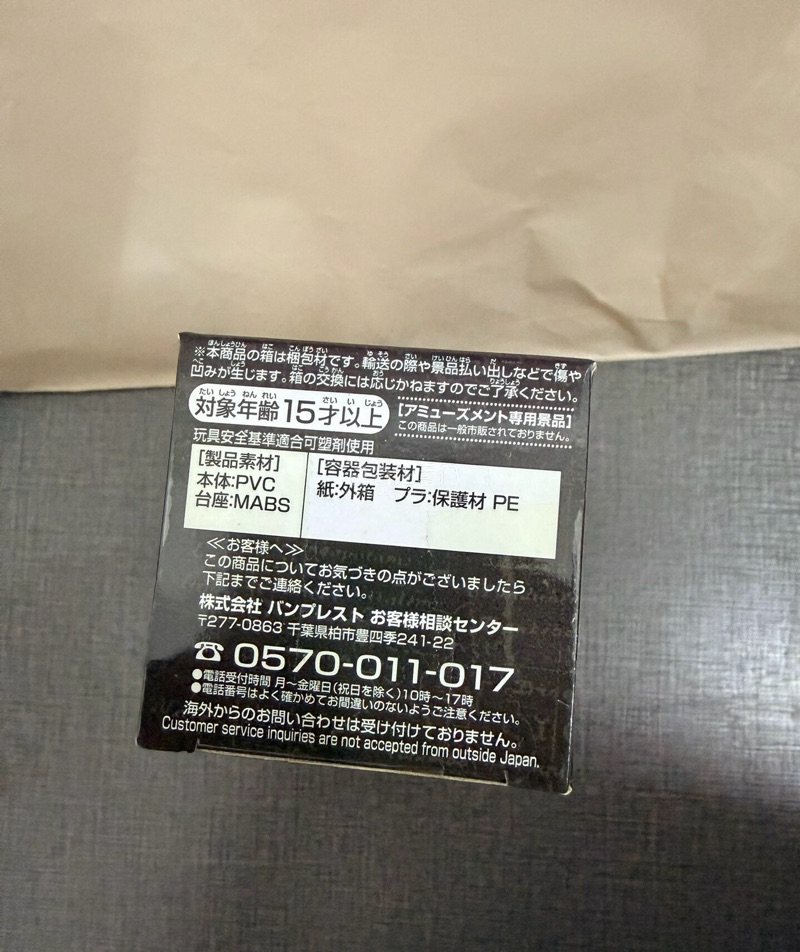 ※本商品の箱は梱包材です。輸送の際や景品払い出しなどで傷や
凹みが生じます。箱の交換には応じかねますのでご了承ください。
対象年齢15才以上
[アミューズメント専用景品]
この商品は一般市販されておりません。
玩具安全基準適合可塑剤使用
[製品素材]
本体:PVC
台座:MABS
[容器包装材]
紙:外箱 プラ:保護材 PE
≪お客様へ≫
この商品についてお気づきの点がございましたら
下記までご連絡ください。
株式会社 バンプレスト お客様相談センター
〒277-0863 千葉県柏市豊四季241-22
☎ 0570-011-017
●電話受付時間 月〜金曜日(祝日を除く)10時〜17時
●電話番号はよく確かめてお間違いのないようご注意ください。
海外からのお問い合わせは受け付けておりません。
Customer service inquiries are not accepted from outside Japan.